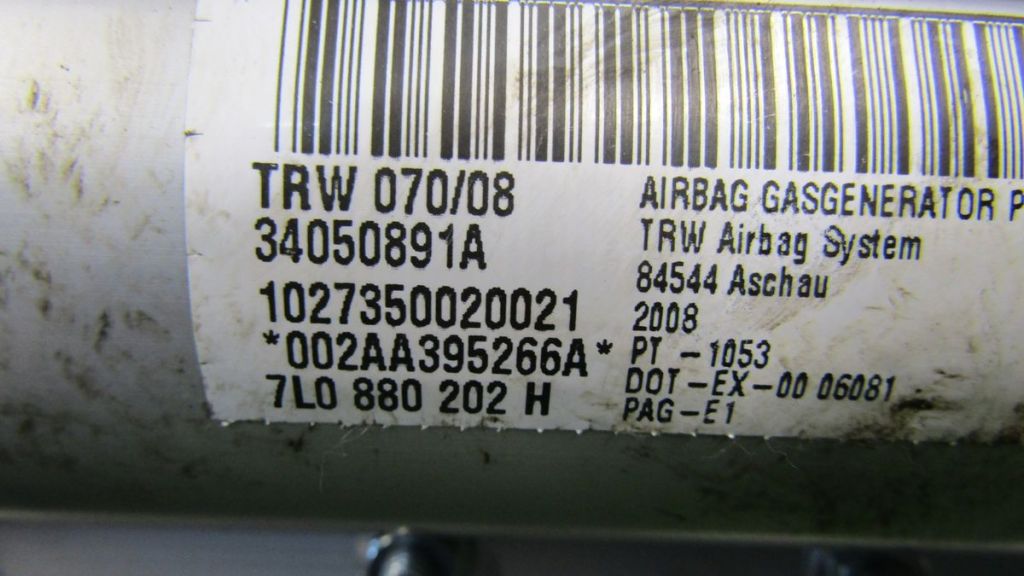 TRW 070/08
34050891A
1027350020021
*002AA395266A*
7L0 880 202 H
AIRBAG GASGENERATOR P
TRW Airbag System
84544 Aschau
2008
PT -1053
DOT-EX-00 06081
PAG-E1